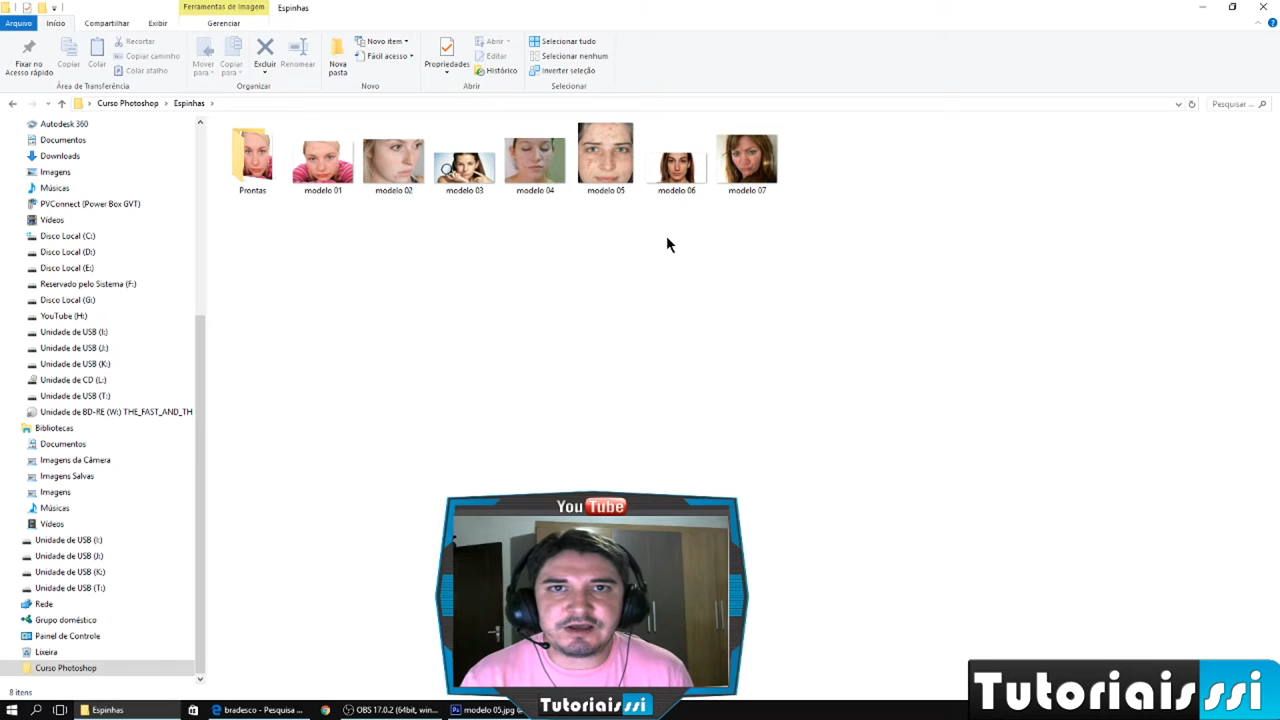 Ferramentas de Imagem
Espinhas
Arquivo
Início
Compartilhar
Exibir
Gerenciar
Fixar no
Acesso rápido
Copiar
Colar
Recortar
Copiar caminho
Colar atalho
Área de Transferência
Mover
para
Copiar
para
Excluir
Renomear
Organizar
Nova
pasta
Novo item
Fácil acesso
Novo
Propriedades
Abrir
Editar
Histórico
Abrir
Selecionar tudo
Selecionar nenhum
Inverter seleção
Selecionar
Curso Photoshop
Espinhas
Pesquisar ...
Autodesk 360
Documentos
Downloads
Imagens
Músicas
PVConnect (Power Box GVT)
Vídeos
Disco Local (C:)
Disco Local (D:)
Disco Local (E:)
Reservado pelo Sistema (F:)
Disco Local (G:)
YouTube (H:)
Unidade de USB (I:)
Unidade de USB (J:)
Unidade de USB (K:)
Unidade de CD (L:)
Unidade de USB (T:)
Unidade de BD-RE (W:) THE_FAST_AND_TH
Bibliotecas
Documentos
Imagens da Câmera
Imagens Salvas
Imagens
Músicas
Vídeos
Unidade de USB (I:)
Unidade de USB (J:)
Unidade de USB (K:)
Unidade de USB (T:)
Rede
Grupo doméstico
Painel de Controle
Lixeira
Curso Photoshop
Prontas
modelo 01
modelo 02
modelo 03
modelo 04
modelo 05
modelo 06
modelo 07
YouTube
Tutoriaisssi
Tutoriaisssi
8 itens
Espinhas
bradesco - Pesquisa ...
OBS 17.0.2 (64bit, win...
modelo 05.jpg